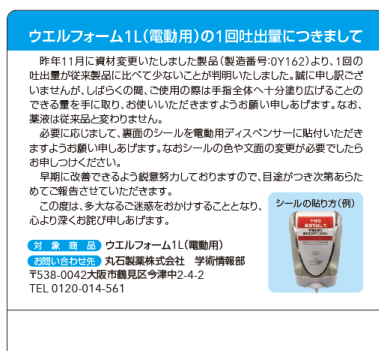 ウエルフォーム1L(電動用)の1回吐出量につきまして
昨年11月に資材変更いたしました製品(製造番号:0Y162)より、1回の
吐出量が従来製品に比べて少ないことが判明いたしました。誠に申し訳ござ
いませんが、しばらくの間、ご使用の際は手指全体へ十分塗り広げることの
できる量を手に取り、お使いいただきますようお願い申しあげます。なお、
薬液は従来品と変わりません。
必要に応じまして、裏面のシールを電動用ディスペンサーに貼付いただき
ますようお願い申しあげます。なおシールの色や文面の変更が必要でしたら
お申しつけください。
早期に改善できるよう鋭意努力しておりますので、目途がつき次第あらた
めてご報告させていただきます。
この度は、多大なるご迷惑をおかけすることとなり、
心より深くお詫び申しあげます。
シールの貼り方(例)
対象商品 ウエルフォーム1L(電動用)
お問い合わせ先 丸石製薬株式会社 学術情報部
〒538-0042大阪市鶴見区今津中2-4-2
TEL 0120-014-561